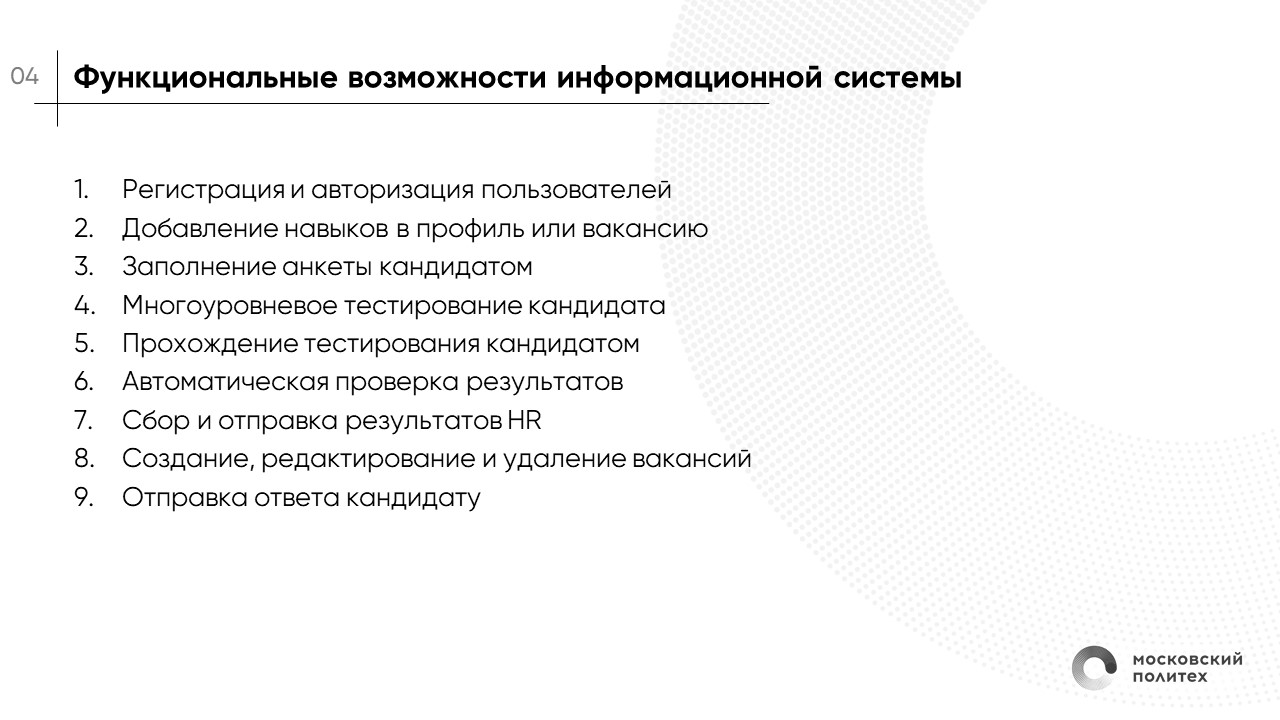 04
Функциональные возможности информационной системы
1. Регистрация и авторизация пользователей
2. Добавление навыков в профиль или вакансию
3. Заполнение анкеты кандидатом
4. Многоуровневое тестирование кандидата
5. Прохождение тестирования кандидатом
6. Автоматическая проверка результатов
7. Сбор и отправка результатов HR
8. Создание, редактирование и удаление вакансий
9. Отправка ответа кандидату
московский
политех